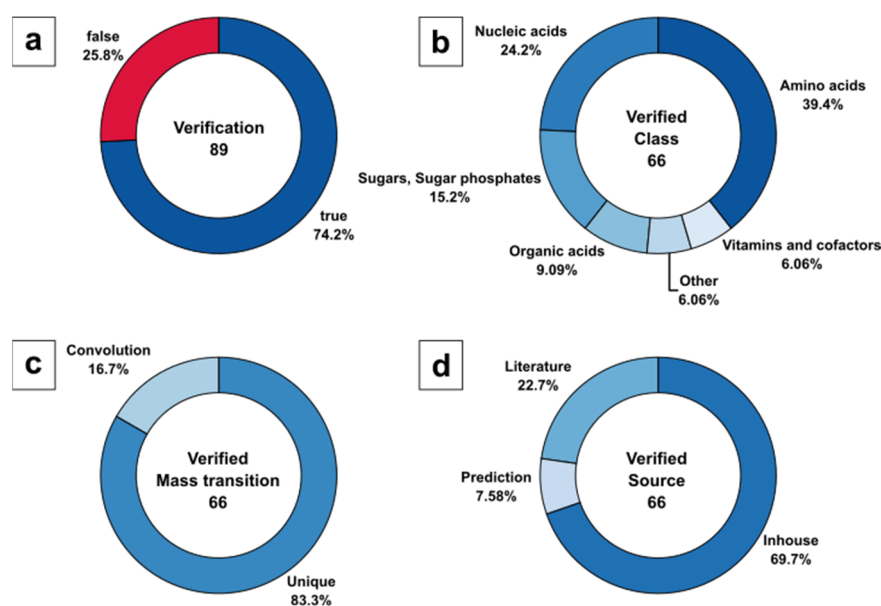 a
false
25.8%
Verification
89
true
74.2%
b
Nucleic acids
24.2%
Amino acids
39.4%
Verified
Class
66
Sugars, Sugar phosphates
15.2%
Organic acids
9.09%
Other
6.06%
Vitamins and cofactors
6.06%
c
Convolution
16.7%
Verified
Mass transition
66
Unique
83.3%
d
Literature
22.7%
Verified
Source
66
Prediction
7.58%
Inhouse
69.7%